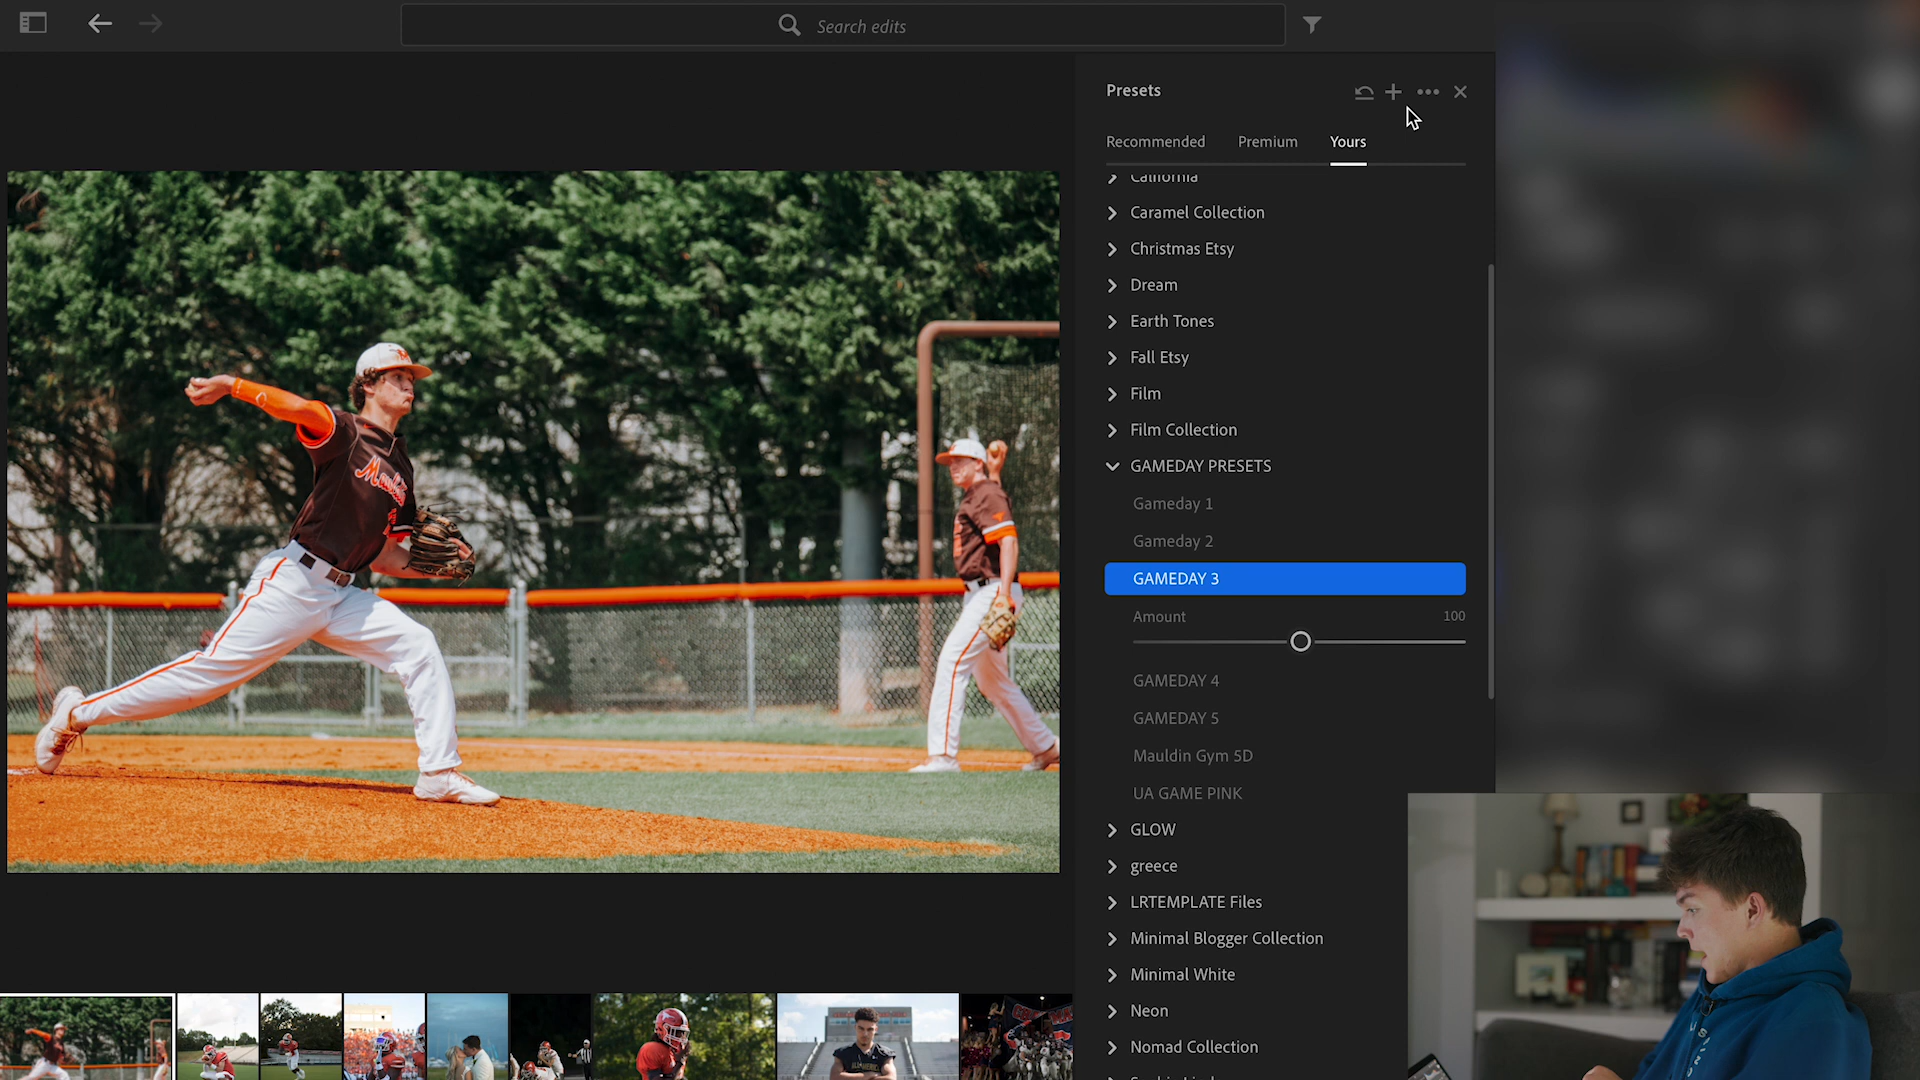 Search edits
Presets
Recommended Premium Yours
California
Caramel Collection
Christmas Etsy
Dream
Earth Tones
Fall Etsy
Film
Film Collection
GAMEDAY PRESETS
Gameday 1
Gameday 2
GAMEDAY 3
Amount 100
GAMEDAY 4
GAMEDAY 5
Mauldin Gym 5D
UA GAME PINK
GLOW
greece
LRTEMPLATE Files
Minimal Blogger Collection
Minimal White
Neon
Nomad Collection